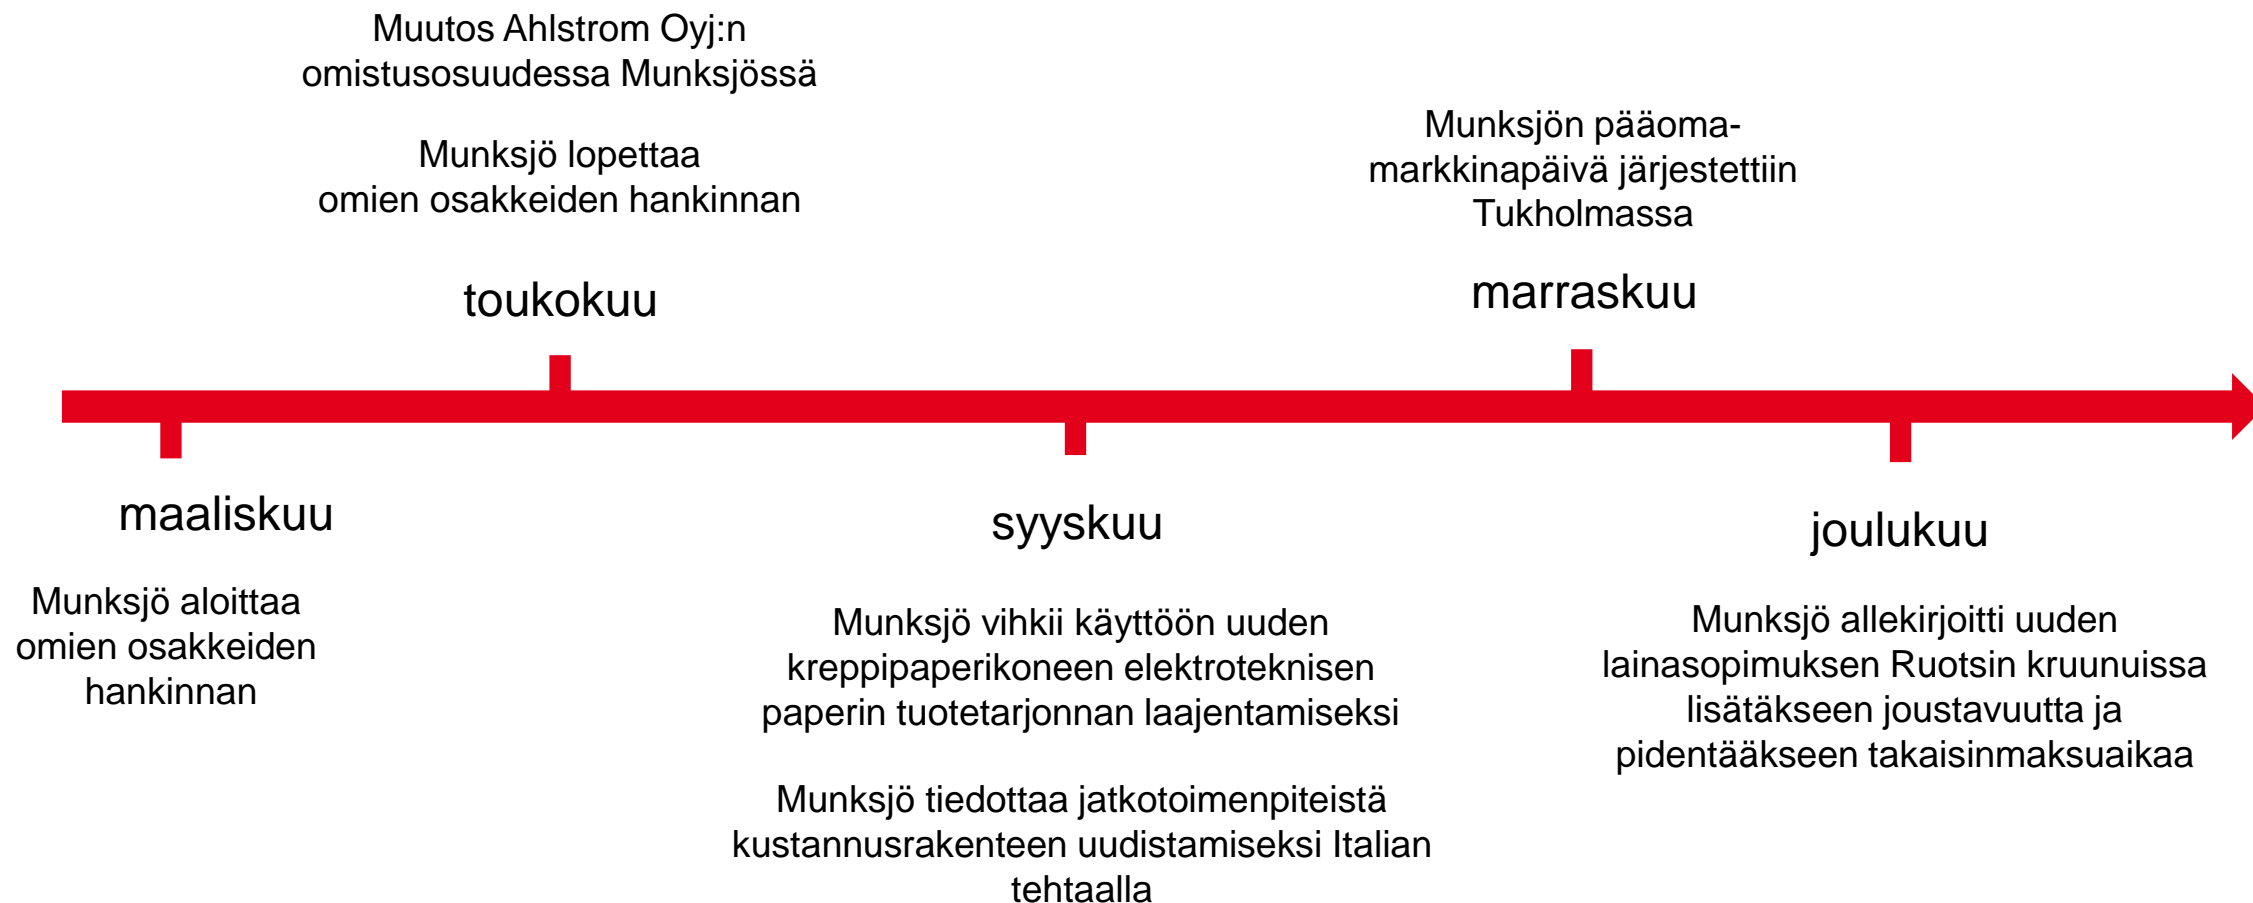 Muutos Ahlstrom Oyj:n
omistusosuudessa Munksjössä
Munksjö lopettaa
omien osakkeiden hankinnan
toukokuu
Munksjön pääoma-
markkinapäivä järjestettiin
Tukholmassa
marraskuu
maaliskuu
Munksjö aloittaa
omien osakkeiden
hankinnan
syyskuu
Munksjö vihkii käyttöön uuden
kreppipaperikoneen elektroteknisen
paperin tuotetarjonnan laajentamiseksi
Munksjö tiedottaa jatkotoimenpiteistä
kustannusrakenteen uudistamiseksi Italian
tehtaalla
joulukuu
Munksjö allekirjoitti uuden
lainasopimuksen Ruotsin kruunuissa
lisätäkseen joustavuutta ja
pidentääkseen takaisinmaksuaikaa